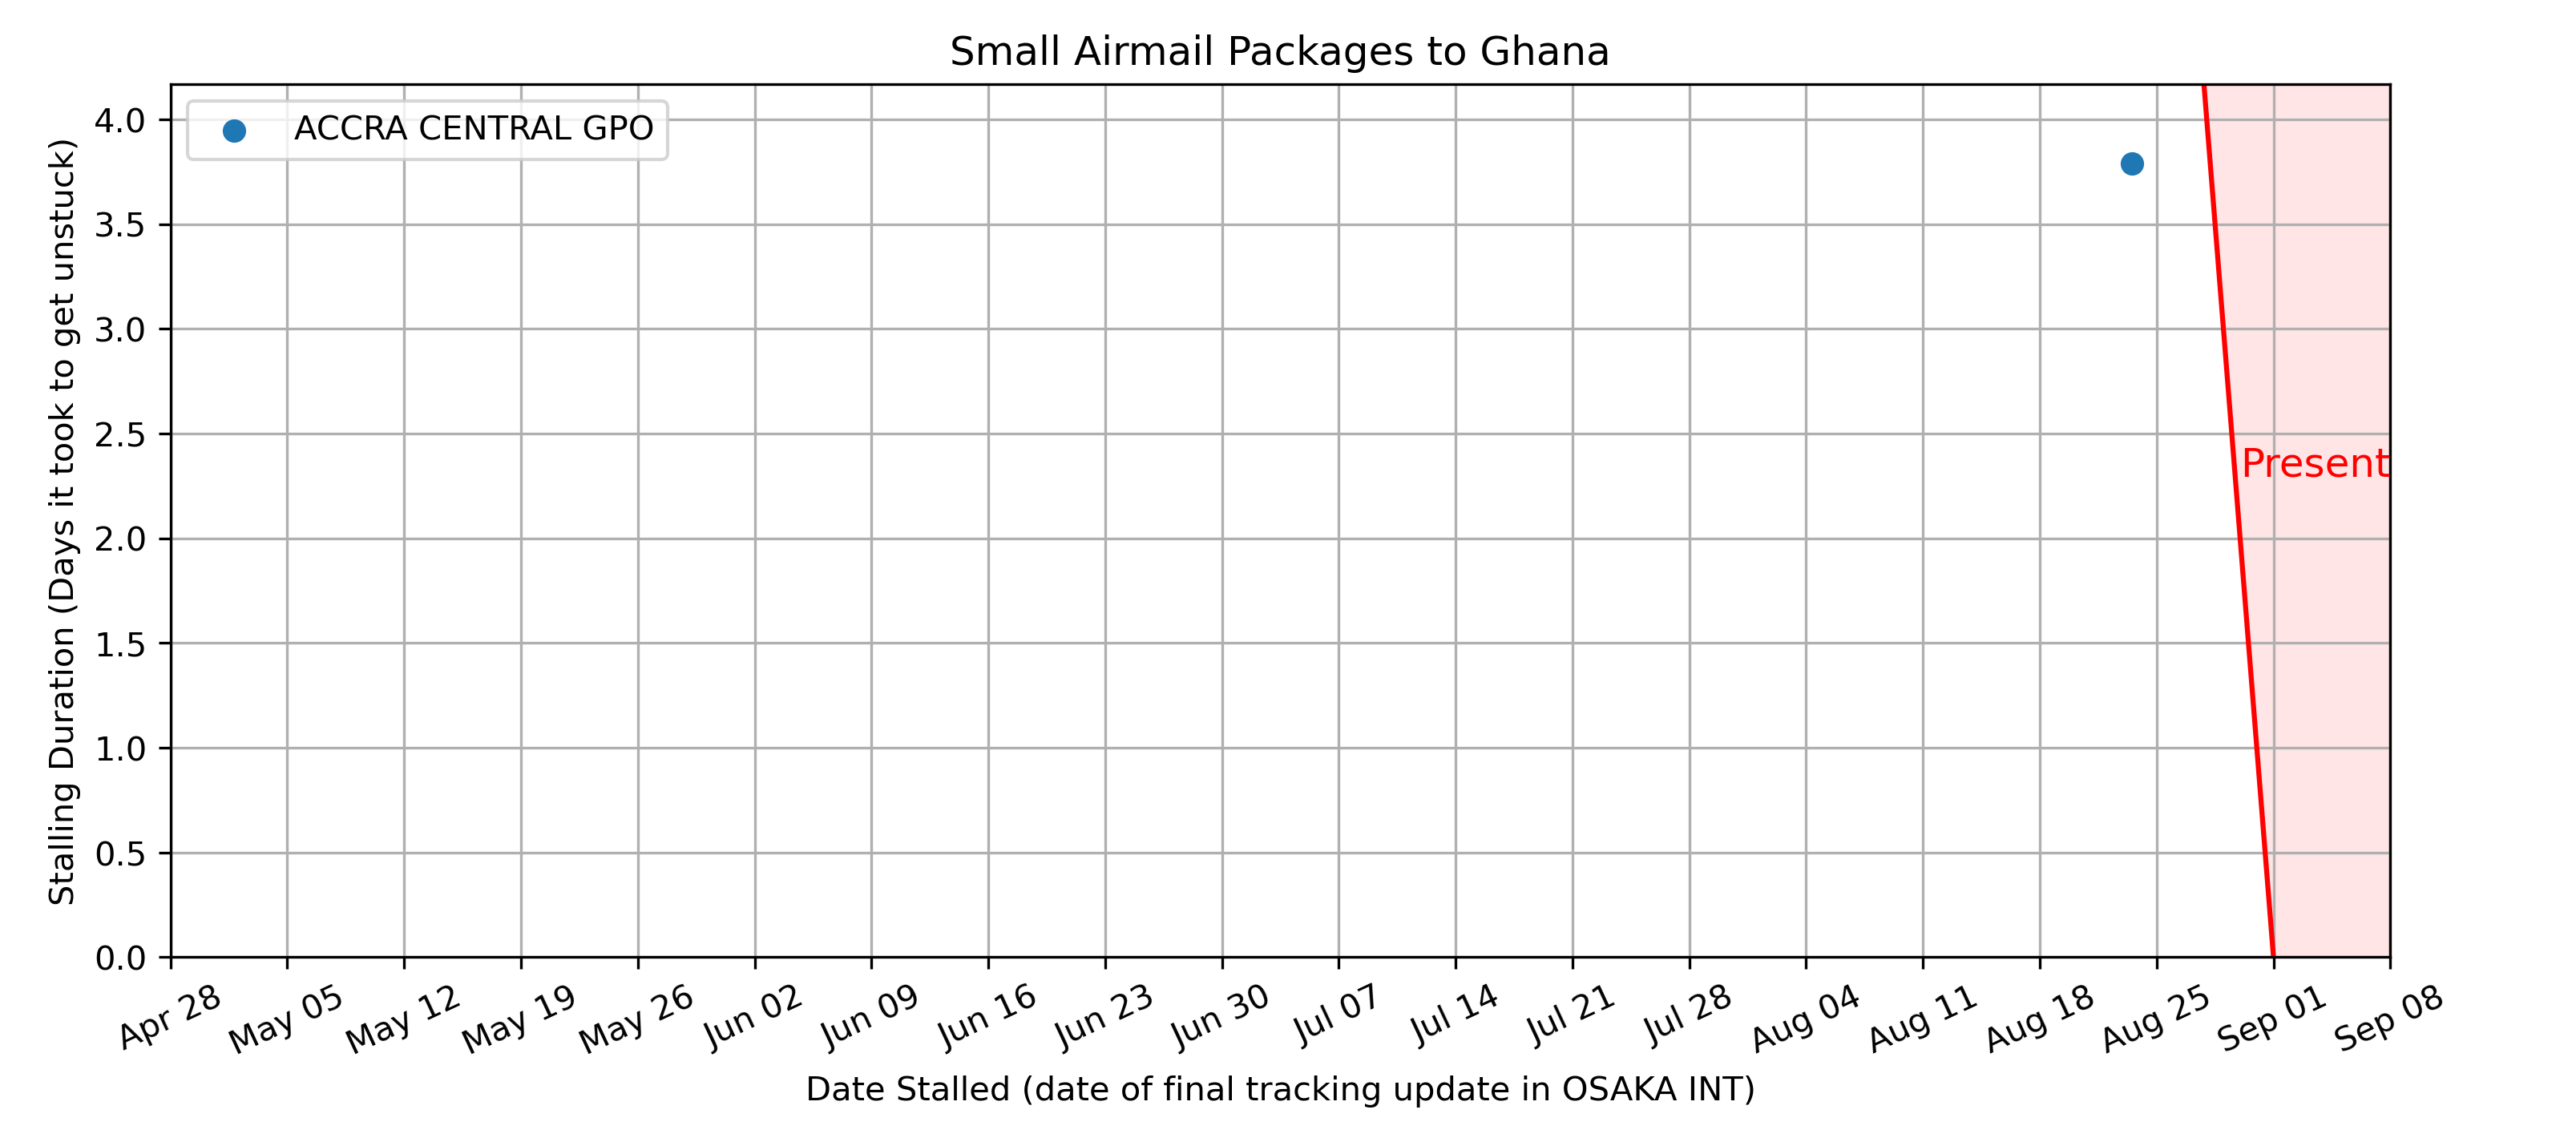 Small Airmail Packages to Ghana
ACCRA CENTRAL GPO
Stalling Duration (Days it took to get unstuck)
4.0
3.5
3.0
2.5
2.0
1.5
1.0
0.5
0.0
Present
Apr 28 May 05 May 12 May 19 May 26 Jun 02 Jun 09 Jun 16 Jun 23 Jun 30 Jul 07 Jul 14 Jul 21 Jul 28 Aug 04 Aug 11 Aug 18 Aug 25 Sep 01 Sep 08
Date Stalled (date of final tracking update in OSAKA INT)